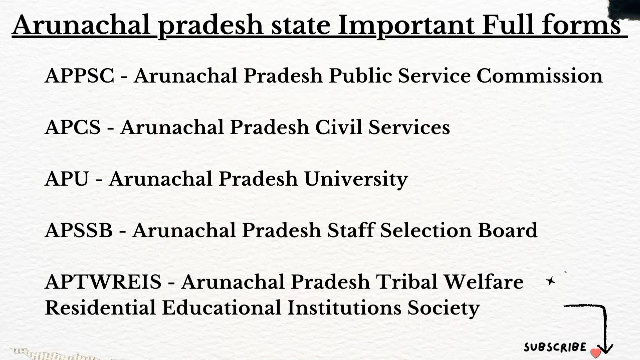 Arunachal pradesh state Important Full forms
APPSC - Arunachal Pradesh Public Service Commission
APCS - Arunachal Pradesh Civil Services
APU - Arunachal Pradesh University
APSSB - Arunachal Pradesh Staff Selection Board
APTWREIS - Arunachal Pradesh Tribal Welfare
Residential Educational Institutions Society
SUBSCRIBE